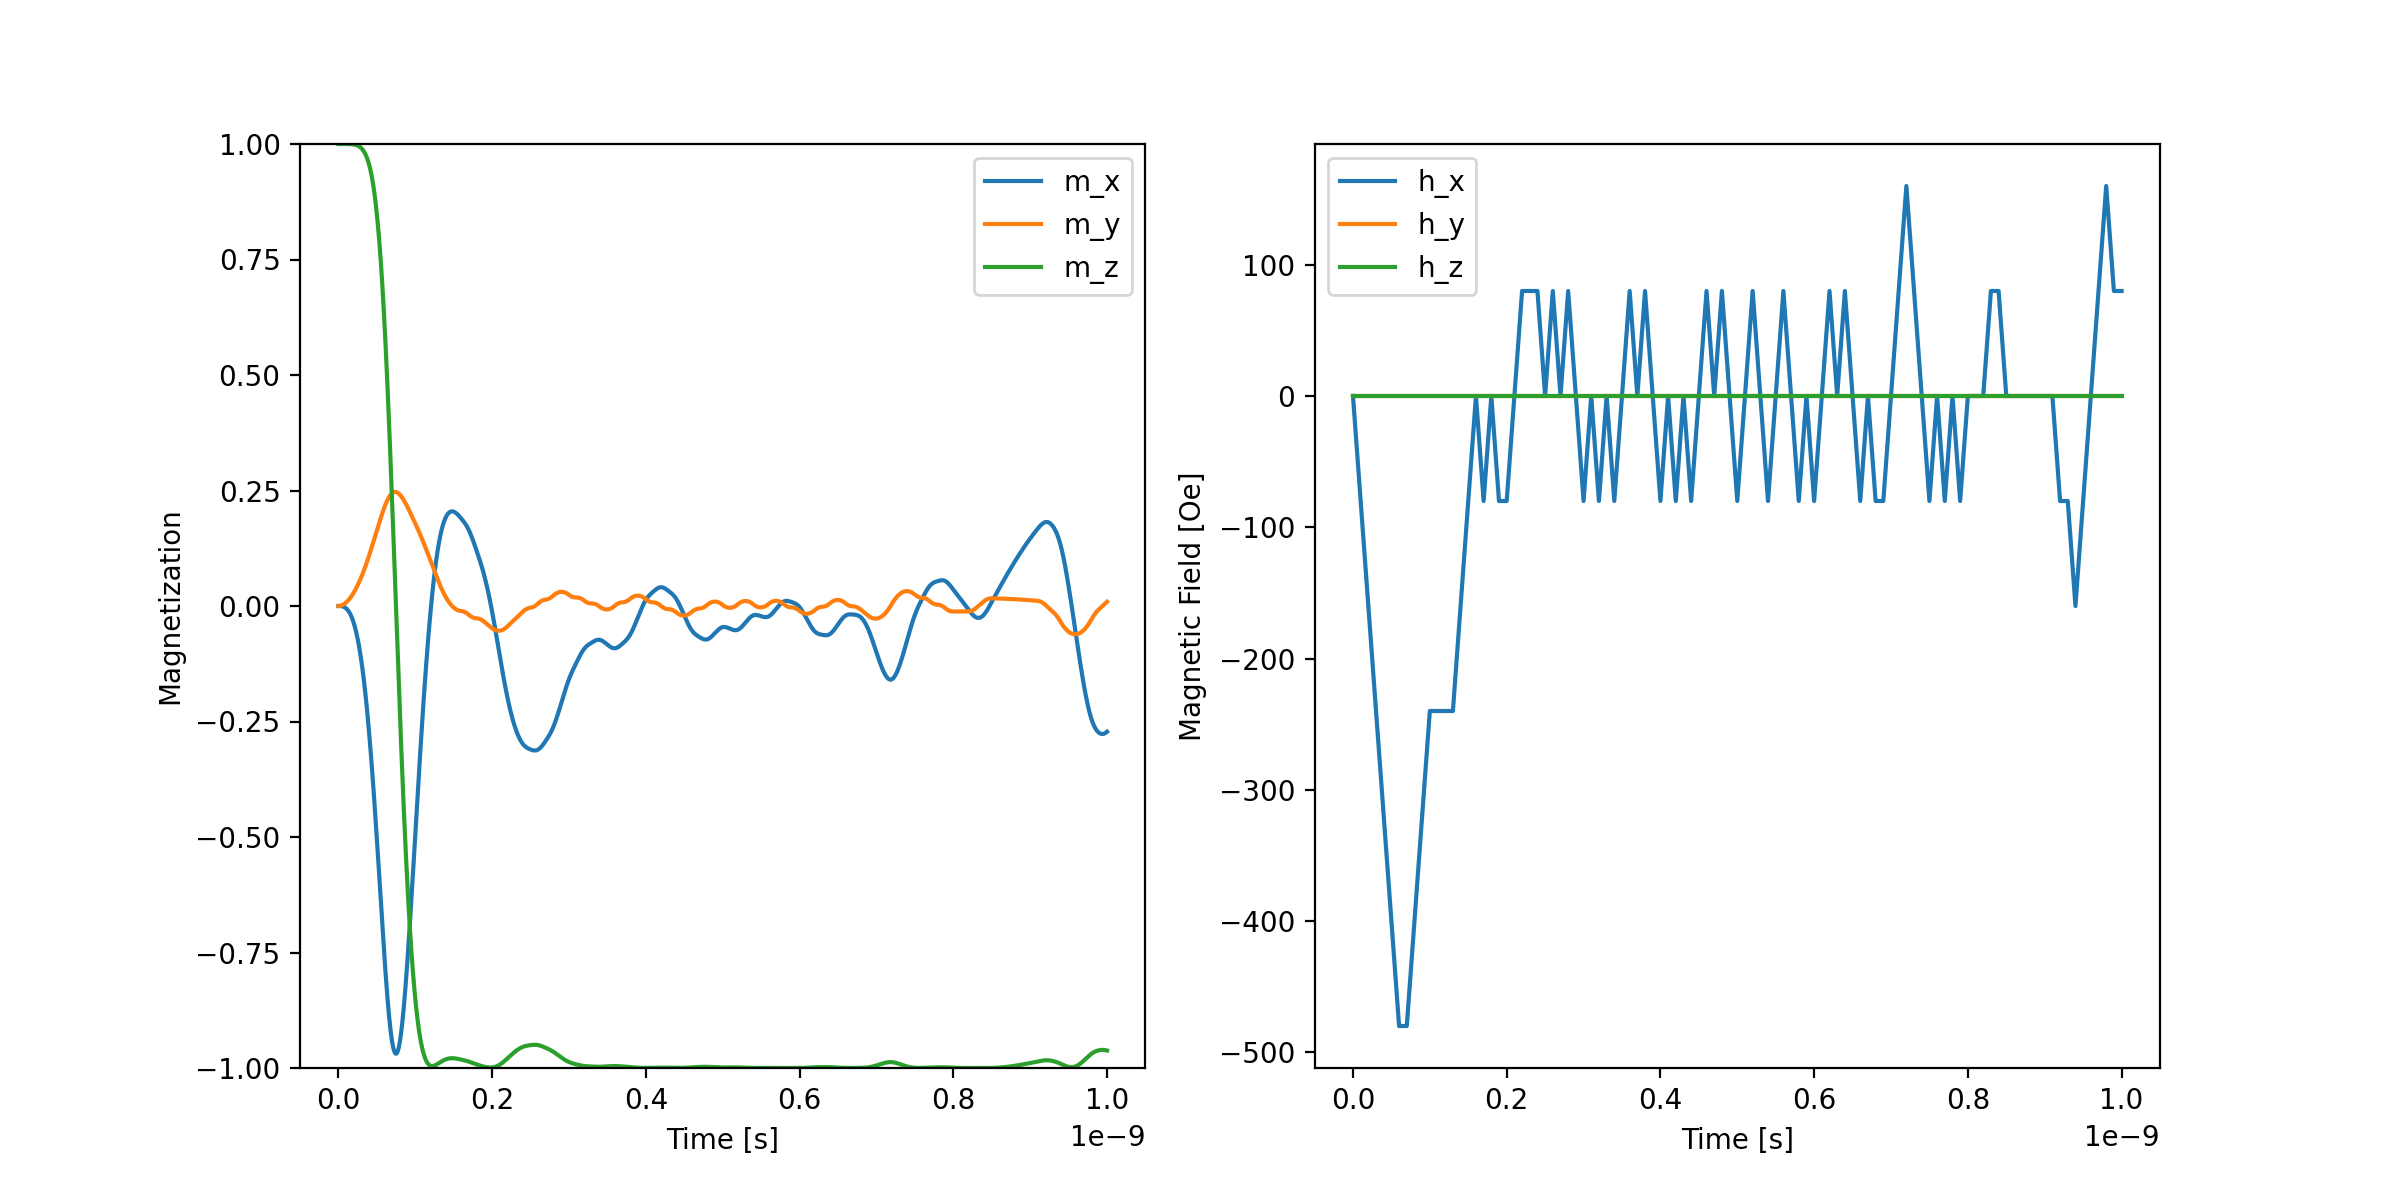 Magnetization
1.00
0.75
0.50
0.25
0.00
−0.25
−0.50
−0.75
−1.00
m_x
m_y
m_z
0.0 0.2 0.4 0.6 0.8 1.0
Time [s]
1e−9
Magnetic Field [Oe]
100
0
−100
−200
−300
−400
−500
h_x
h_y
h_z
0.0 0.2 0.4 0.6 0.8 1.0
Time [s]
1e−9